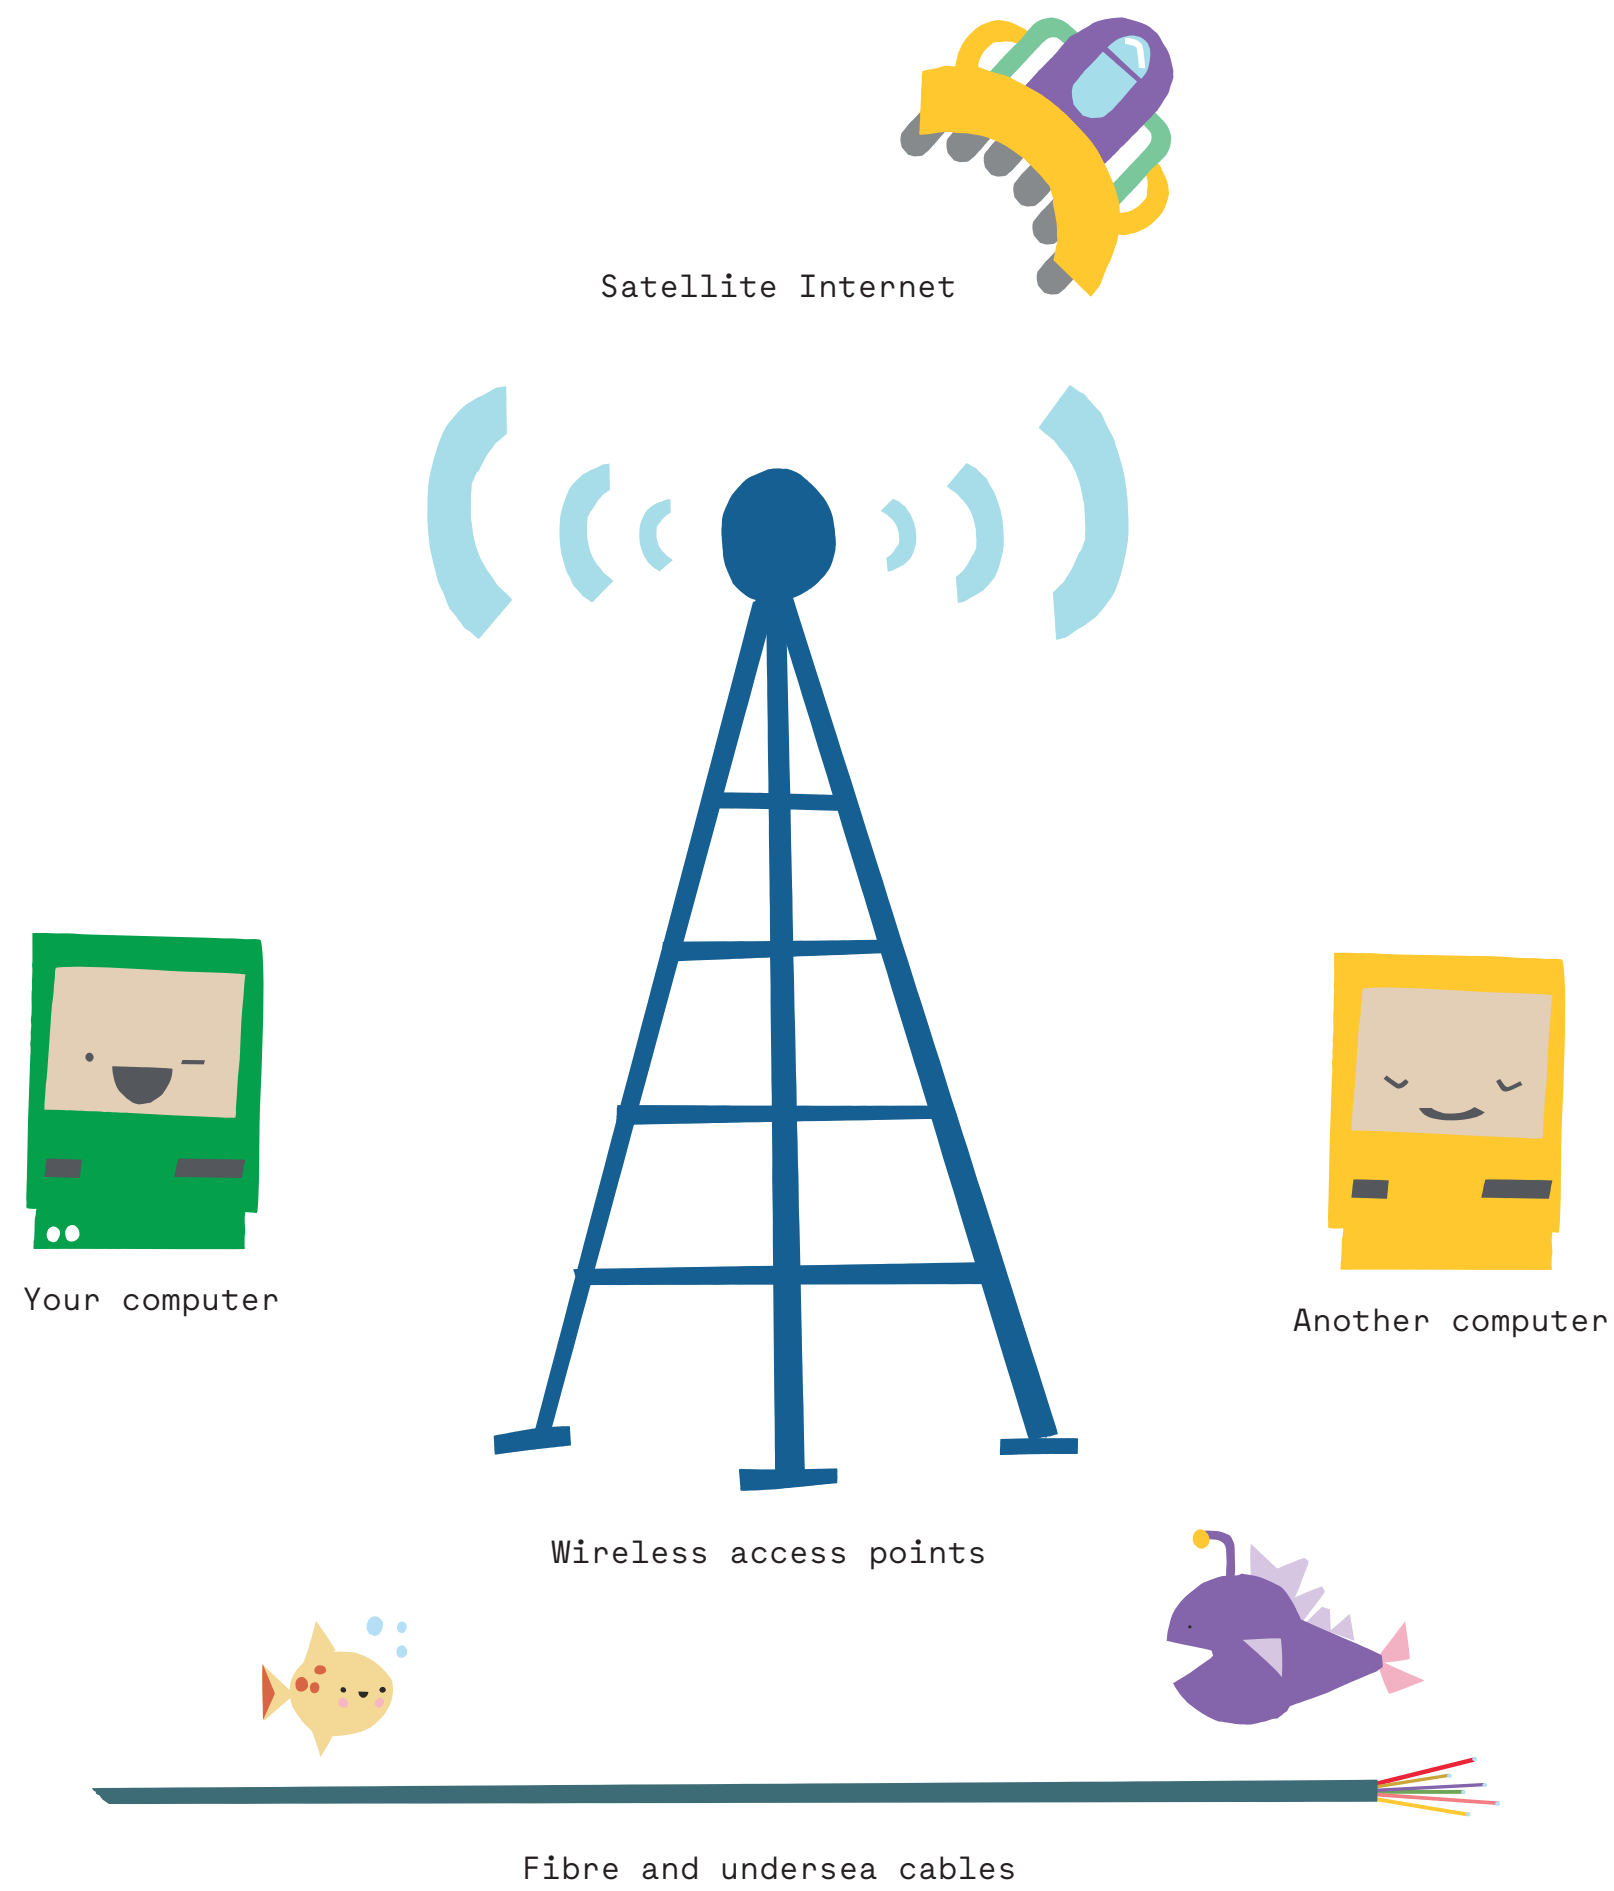 Satellite Internet
Your computer
Another computer
Wireless access points
Fibre and undersea cables